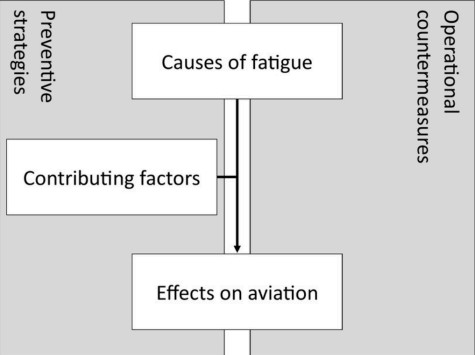 Preventive
strategies
Causes of fatigue
Operational
countermeasures
Contributing factors
Effects on aviation